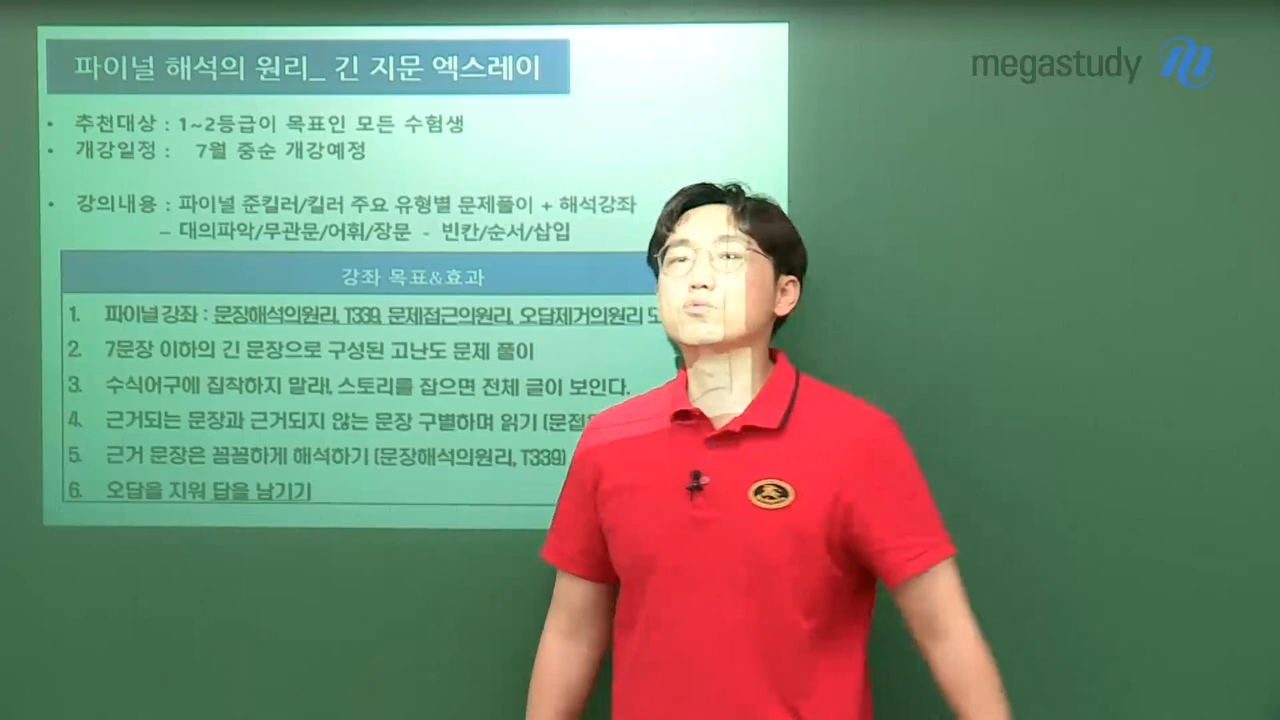 megastudy
파이널 해석의 원리_ 긴 지문 엑스레이
• 추천대상 : 1~2등급이 목표인 모든 수험생
• 개강일정 : 7월 중순 개강예정
• 강의내용 : 파이널 준킬러/킬러 주요 유형별 문제풀이 + 해석강좌
– 대의파악/무관문/어휘/장문 - 빈칸/순서/삽입
강좌 목표&효과
1. 파이널 강좌 : 문장해석의원리, T339, 문제접근의원리, 오답제거의원리
2. 7문장 이하의 긴 문장으로 구성된 고난도 문제 풀이
3. 수식어구에 집착하지 말라!, 스토리를 잡으면 전체 글이 보인다.
4. 근거되는 문장과 근거되지 않는 문장 구별하며 읽기
5. 근거 문장은 꼼꼼하게 해석하기 (문장해석의원리, T339)
6. 오답을 지워 답을 남기기